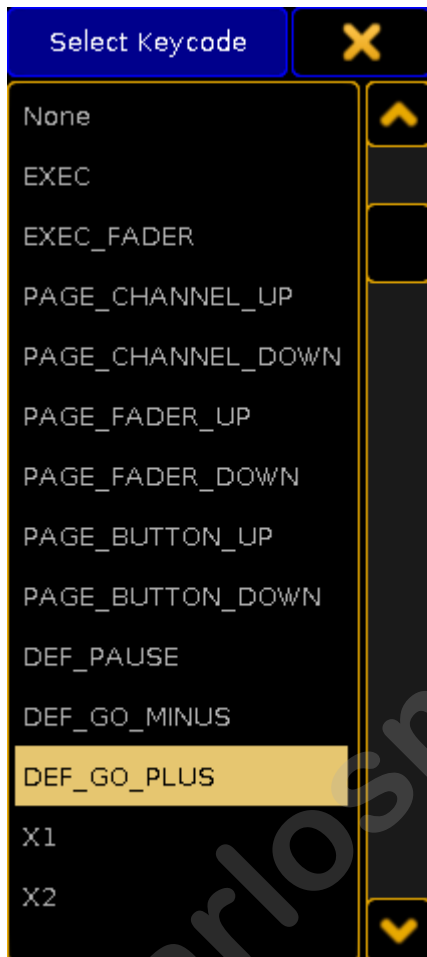 Select Keycode
None
EXEC
EXEC_FADER
PAGE_CHANNEL_UP
PAGE_CHANNEL_DOWN
PAGE_FADER_UP
PAGE_FADER_DOWN
PAGE_BUTTON_UP
PAGE_BUTTON_DOWN
DEF_PAUSE
DEF_GO_MINUS
DEF_GO_PLUS
X1
X2